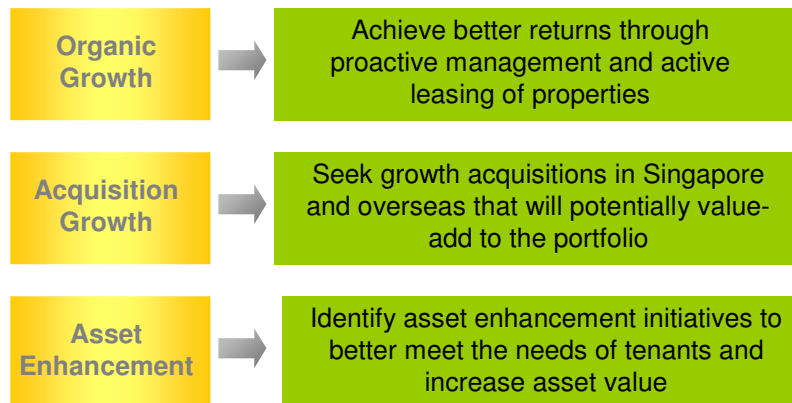 Organic
Growth
Achieve better returns through
proactive management and active
leasing of properties
Acquisition
Growth
Seek growth acquisitions in Singapore
and overseas that will potentially value-
add to the portfolio
Asset
Enhancement
Identify asset enhancement initiatives to
better meet the needs of tenants and
increase asset value